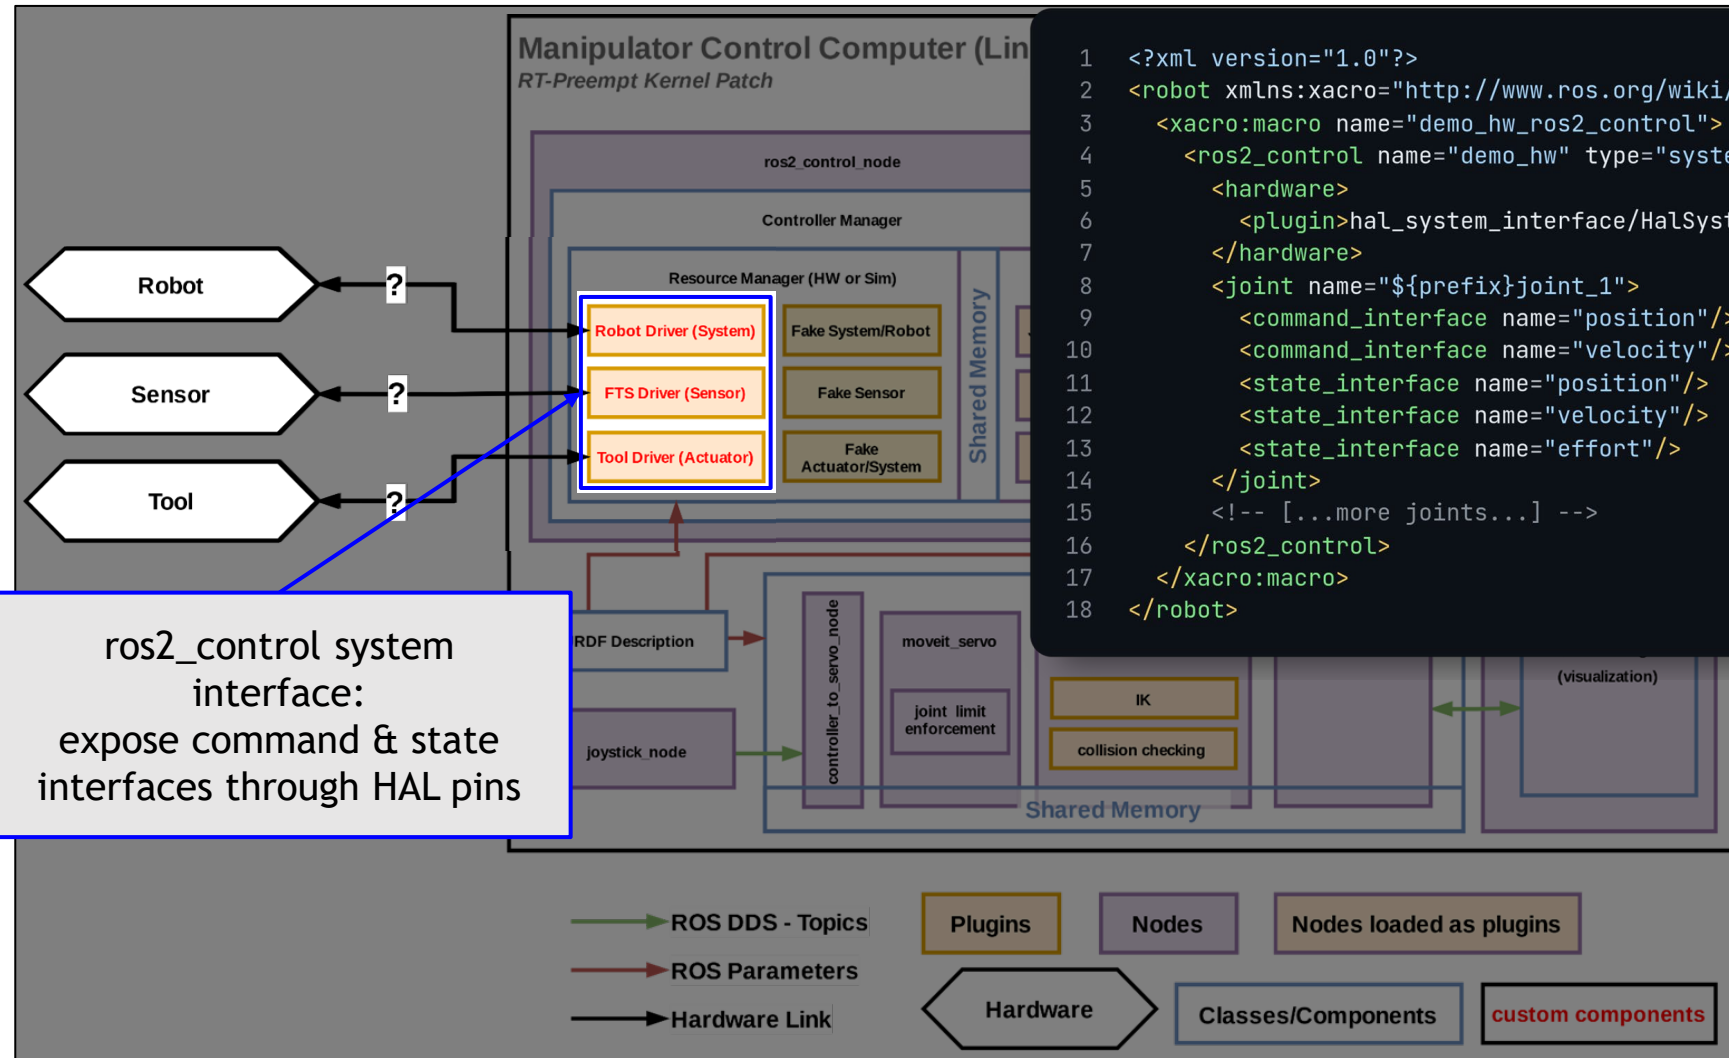 Manipulator Control Computer (Lin
RT-Preempt Kernel Patch
ros2_control_node
Controller Manager
Resource Manager (HW or Sim)
Robot
?
Robot Driver (System)
Fake System/Robot
Sensor
?
FTS Driver (Sensor)
Fake Sensor
Tool
?
Tool Driver (Actuator)
Fake
Actuator/System
Shared Memory
1 <?xml version="1.0"?>
2 <robot xmlns:xacro="http://www.ros.org/wiki/
3 <xacro:macro name="demo_hw_ros2_control">
4 <ros2_control name="demo_hw" type="syste
5 <hardware>
6 <plugin>hal_system_interface/HalSyst
7 </hardware>
8 <joint name="${prefix}joint_1">
9 <command_interface name="position"/>
10 <command_interface name="velocity"/>
11 <state_interface name="position"/>
12 <state_interface name="velocity"/>
13 <state_interface name="effort"/>
14 </joint>
15 <!-- [...more joints...] -->
16 </ros2_control>
17 </xacro:macro>
18 </robot>
ros2_control system
interface:
expose command & state
interfaces through HAL pins
RDF Description
joystick_node
controller_to_servo_node
moveit_servo
joint limit
enforcement
IK
collision checking
(visualization)
Shared Memory
ROS DDS - Topics
ROS Parameters
Hardware Link
Plugins
Nodes
Nodes loaded as plugins
Hardware
Classes/Components
custom components